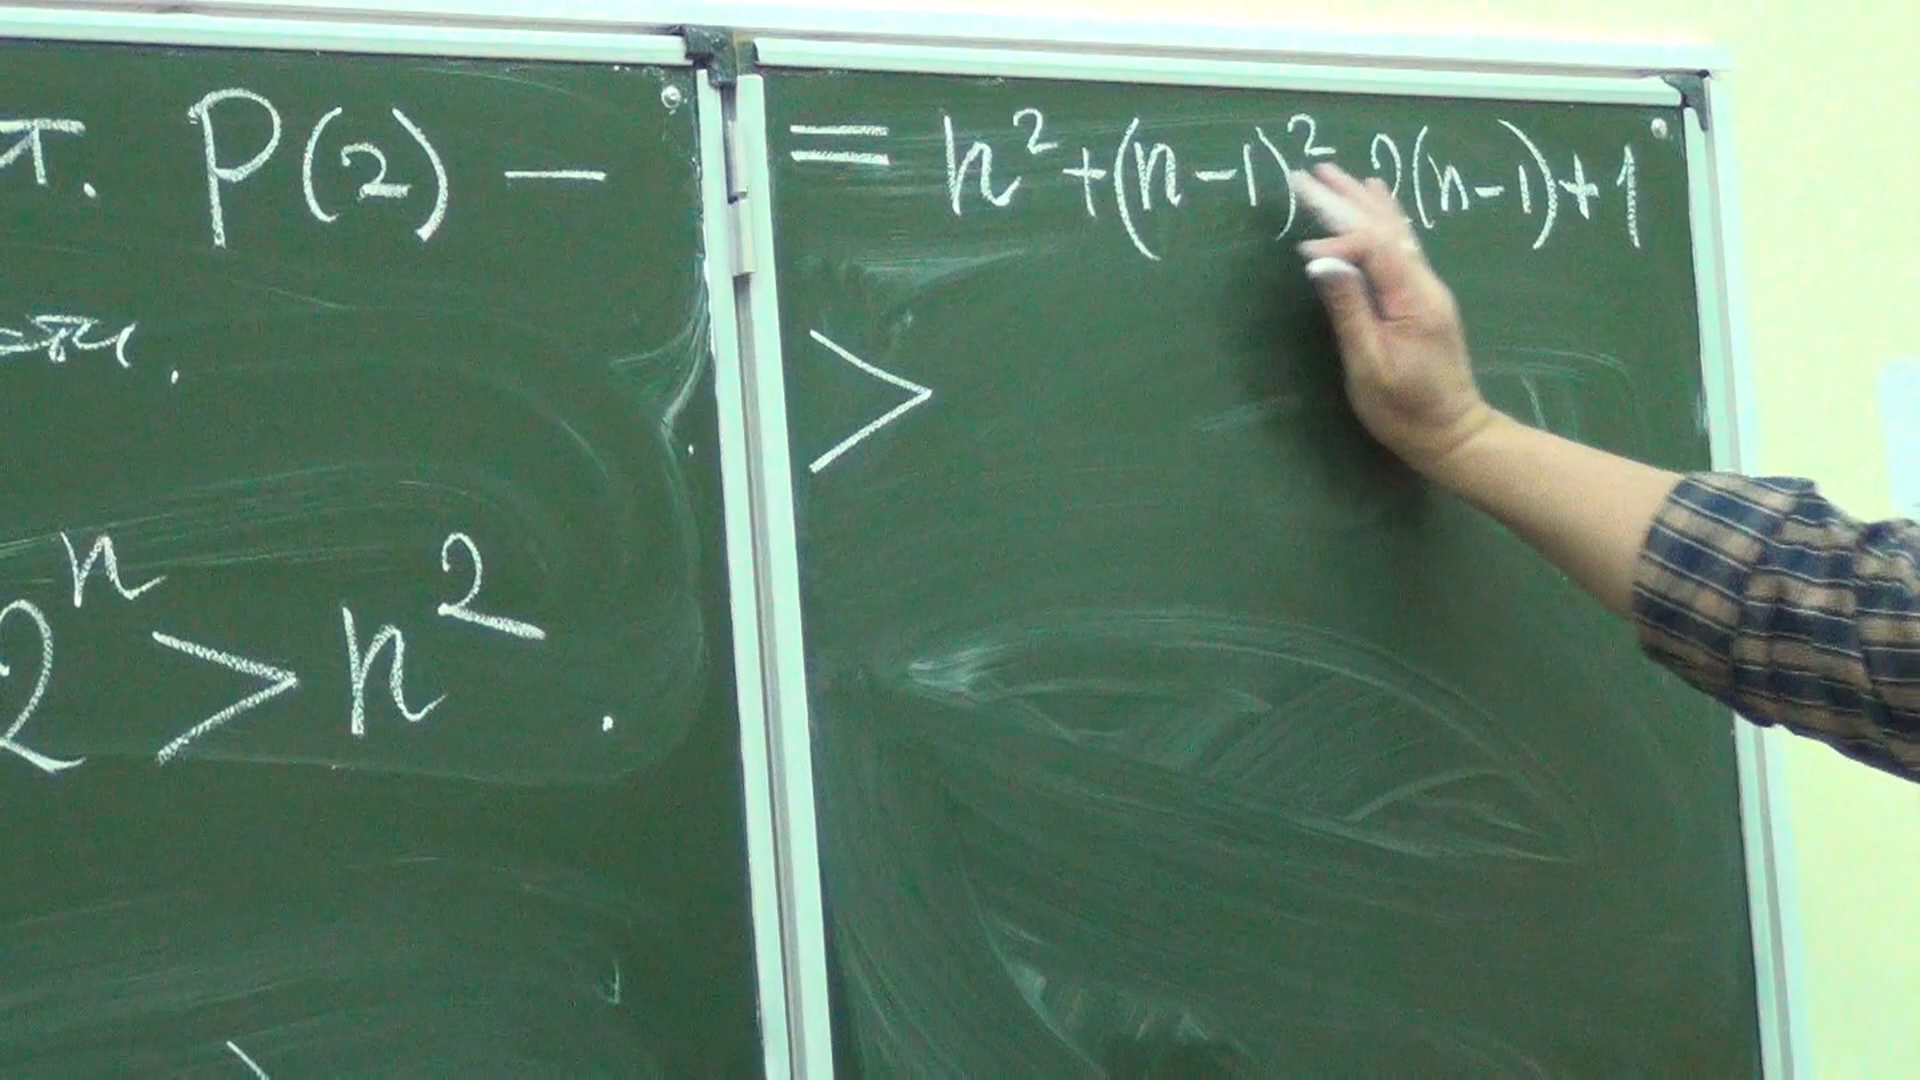 т. P(2) —
2ⁿ > n²
= n² + (n-1)² 2(n-1) + 1
>